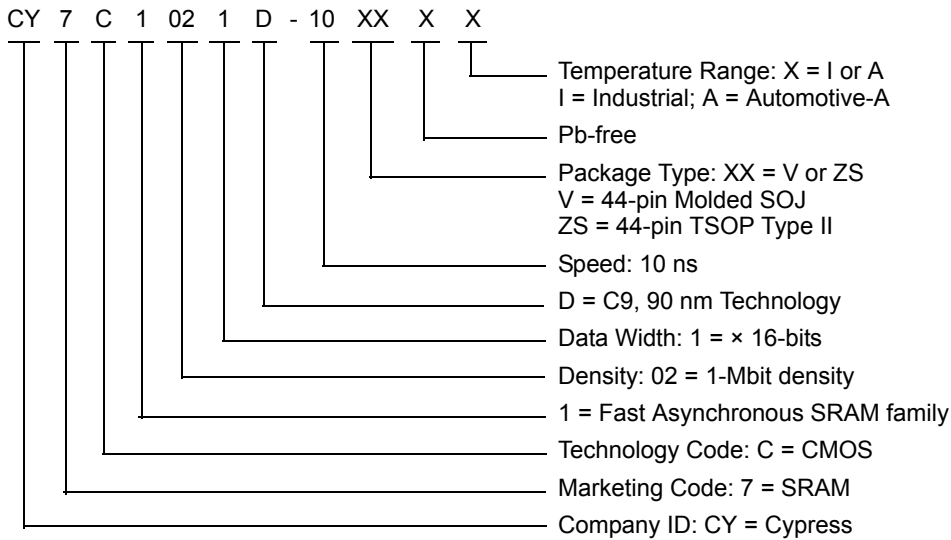 CY 7 C 1 02 1 D - 10 XX X X
Temperature Range: X = I or A
I = Industrial; A = Automotive-A
Pb-free
Package Type: XX = V or ZS
V = 44-pin Molded SOJ
ZS = 44-pin TSOP Type II
Speed: 10 ns
D = C9, 90 nm Technology
Data Width: 1 = × 16-bits
Density: 02 = 1-Mbit density
1 = Fast Asynchronous SRAM family
Technology Code: C = CMOS
Marketing Code: 7 = SRAM
Company ID: CY = Cypress